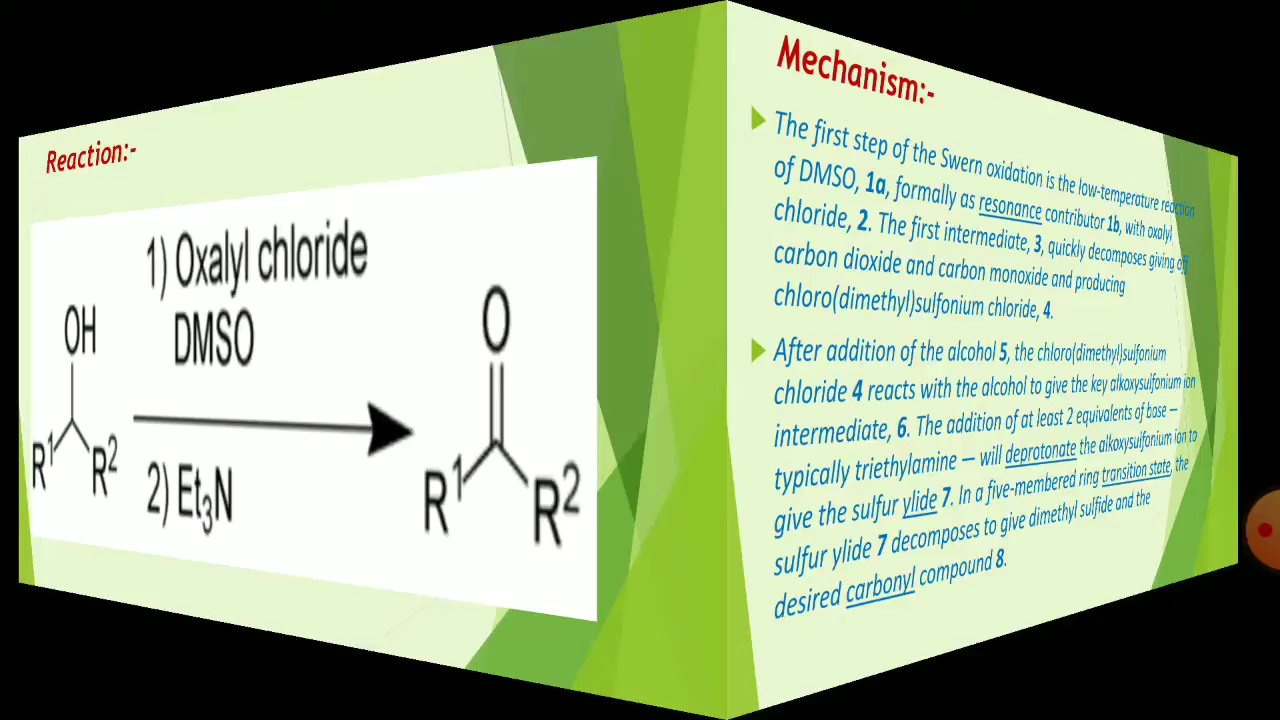 Reaction:-
1) Oxalyl chloride
DMSO
OH
R1
R2
2) Et3N
O
R1
R2
Mechanism:-
The first step of the Swern oxidation is the low-temperature reaction
of DMSO, 1a, formally as resonance contributor 1b, with oxalyl
chloride, 2. The first intermediate, 3, quickly decomposes giving off
carbon dioxide and carbon monoxide and producing
chloro(dimethyl)sulfonium chloride, 4.
After addition of the alcohol 5, the chloro(dimethyl)sulfonium
chloride 4 reacts with the alcohol to give the key alkoxysulfonium ion
intermediate, 6. The addition of at least 2 equivalents of base —
typically triethylamine — will deprotonate the alkoxysulfonium ion to
give the sulfur ylide 7. In a five-membered ring transition state, the
sulfur ylide 7 decomposes to give dimethyl sulfide and the
desired carbonyl compound 8.